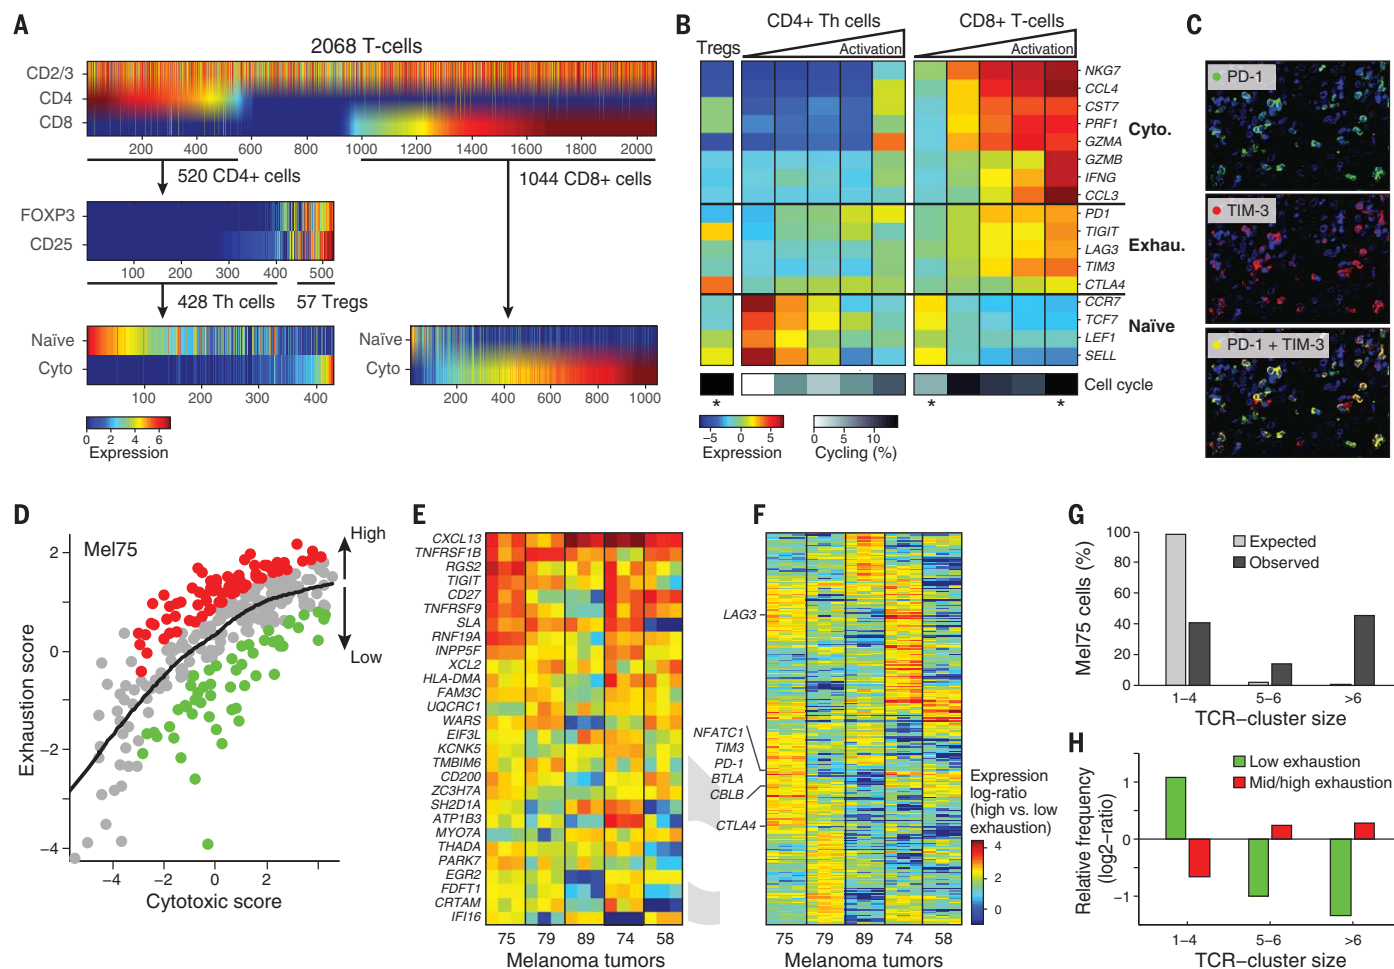 A
2068 T-cells
CD2/3
CD4
CD8
200 400 600 800 1000 1200 1400 1600 1800 2000
520 CD4+ cells
1044 CD8+ cells
FOXP3
CD25
100 200 300 400 500
428 Th cells
57 Tregs
Naïve
Cyto
100 200 300 400
Naïve
Cyto
200 400 600 800 1000
0 2 4 6
Expression
B
CD4+ Th cells
CD8+ T-cells
Tregs
Activation
Activation
NKG7
CCL4
CST7
PRF1
GZMA
GZMB
IFNG
CCL3
Cyto.
PD1
TIGIT
LAG3
TIM3
CTLA4
Exhau.
CCR7
TCF7
LEF1
SELL
Naïve
Cell cycle
* * *
−5 0 5
Expression
0 5 10
Cycling (%)
C
PD-1
TIM-3
PD-1 + TIM-3
D
Mel75
High
Low
2
0
−2
−4
Exhaustion score
−4 −2 0 2
Cytotoxic score
E
CXCL13
TNFRSF1B
RGS2
TIGIT
CD27
TNFRSF9
SLA
RNF19A
INPP5F
XCL2
HLA-DMA
FAM3C
UQCRC1
WARS
EIF3L
KCNK5
TMBIM6
CD200
ZC3H7A
SH2D1A
ATP1B3
MYO7A
THADA
PARK7
EGR2
FDFT1
CRTAM
IFI16
75 79 89 74 58
Melanoma tumors
F
LAG3
NFATC1
TIM3
PD-1
BTLA
CBLB
CTLA4
75 79 89 74 58
Melanoma tumors
Expression
log-ratio
(high vs. low
exhaustion)
4
2
0
G
Mel75 cells (%)
100
80
60
40
20
0
Expected
Observed
1−4 5−6 >6
TCR−cluster size
H
Relative frequency
(log2−ratio)
1
0
−1
Low exhaustion
Mid/high exhaustion
1−4 5−6 >6
TCR−cluster size